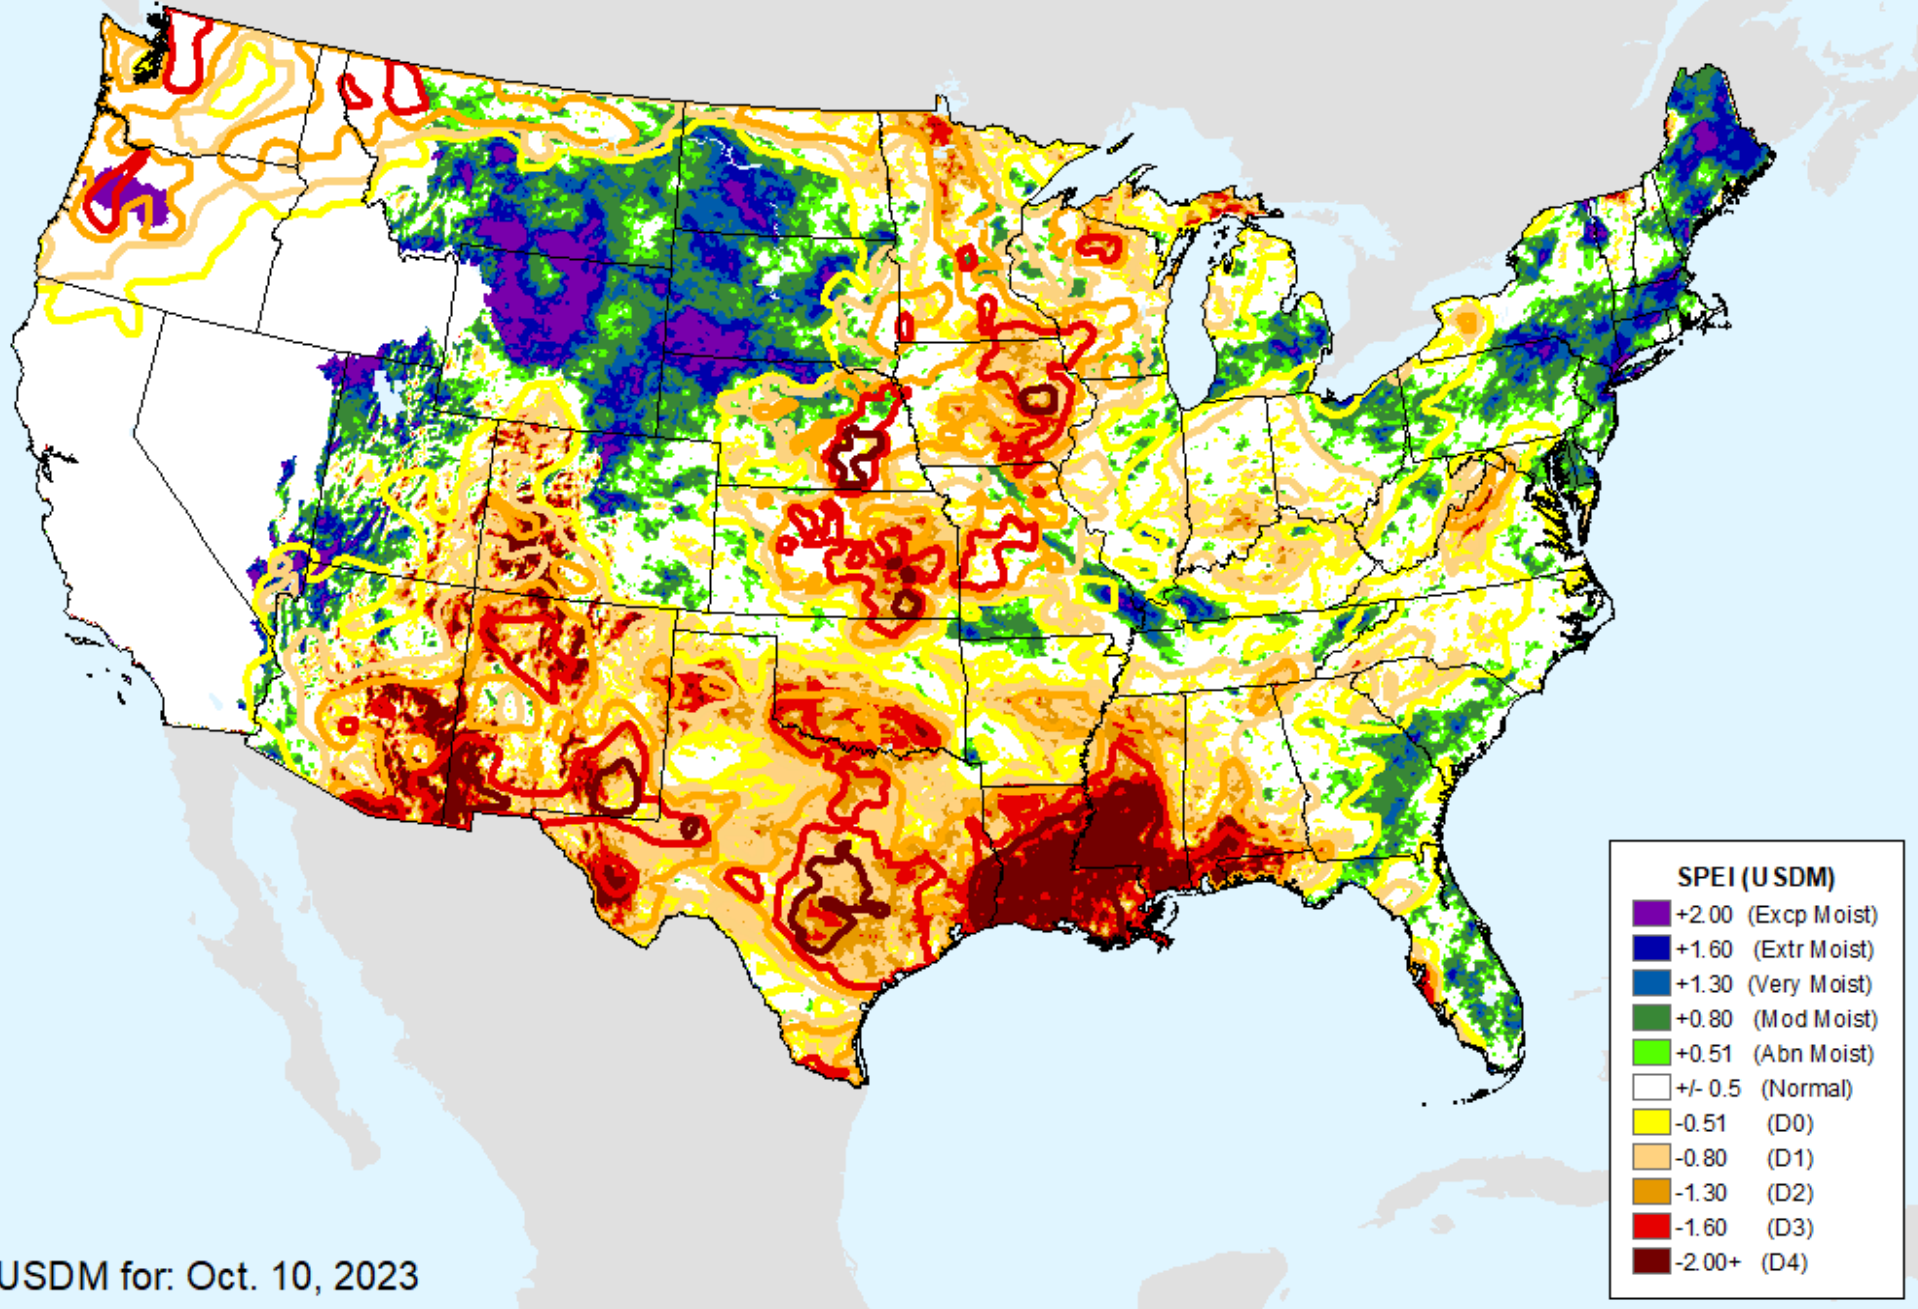 SPEI (USDM)
+2.00 (Excp Moist)
+1.60 (Extr Moist)
+1.30 (Very Moist)
+0.80 (Mod Moist)
+0.51 (Abn Moist)
+/- 0.5 (Normal)
-0.51 (D0)
-0.80 (D1)
-1.30 (D2)
-1.60 (D3)
-2.00+ (D4)
USDM for: Oct. 10, 2023